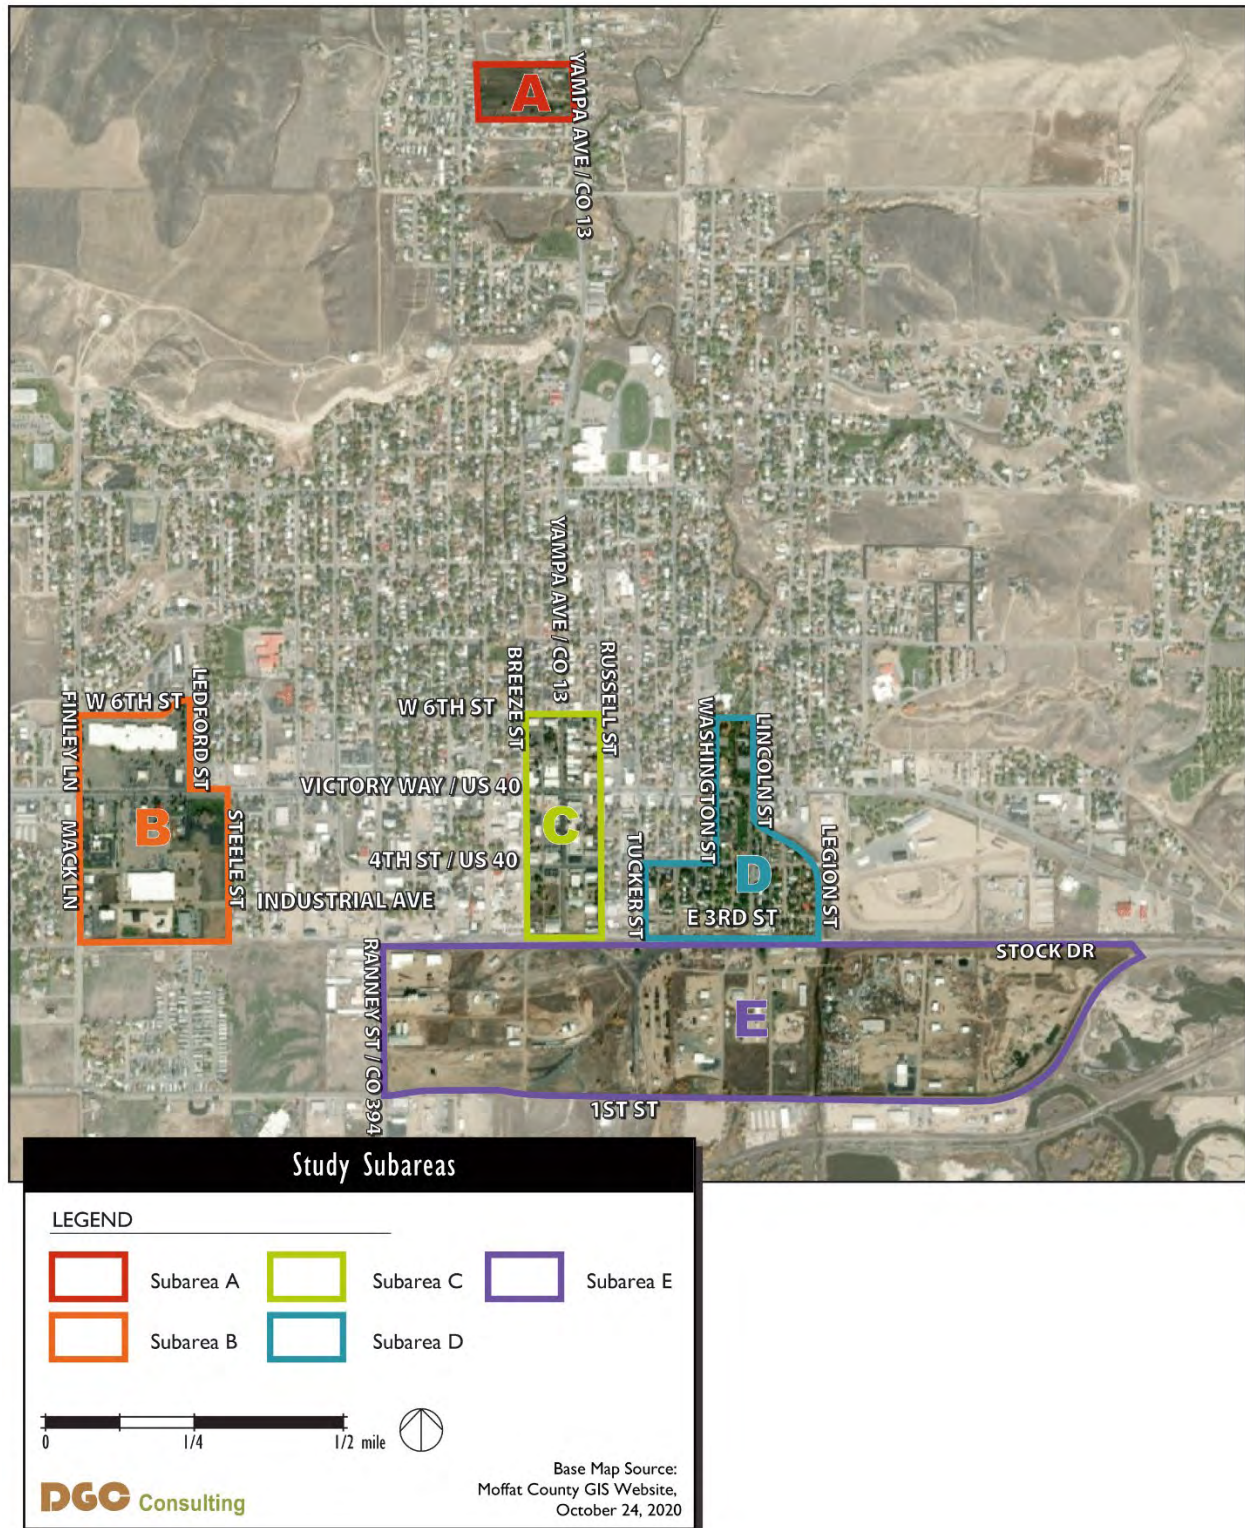 A
YAMPA AVE / CO 13
YAMPA AVE / CO 13
BREEZE ST
RUSSELL ST
W 6TH ST
LEDFORD ST
FINLEY LN
W 6TH ST
WASHINGTON ST
LINCOLN ST
VICTORY WAY / US 40
B
C
MACK LN
STEELE ST
4TH ST / US 40
TUCKER ST
D
LEGION ST
INDUSTRIAL AVE
E 3RD ST
RANNEY ST / CO 394
STOCK DR
E
1ST ST
Study Subareas
LEGEND
Subarea A
Subarea C
Subarea E
Subarea B
Subarea D
0 1/4 1/2 mile
Base Map Source:
Moffat County GIS Website,
October 24, 2020
DGC Consulting